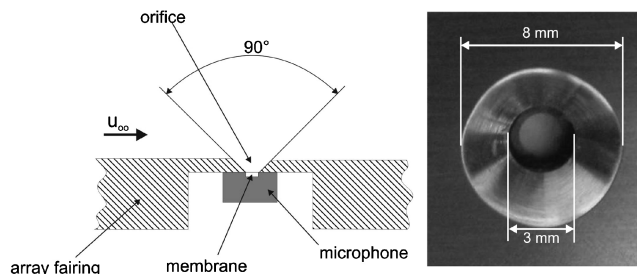 orifice
90°
u∞
array fairing
membrane
microphone
8 mm
3 mm